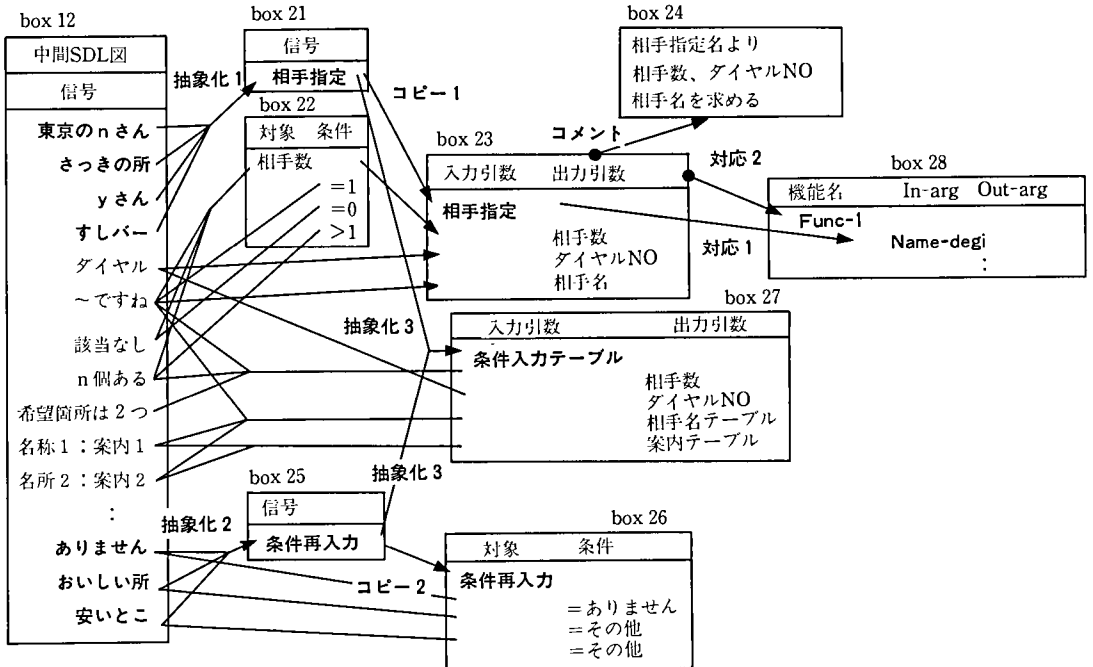 box 12
中間SDL図
信号
東京のnさん
さっきの所
yさん
すしバー
ダイヤル
～ですね
該当なし
n個ある
希望箇所は2つ
名称1：案内1
名所2：案内2
：
ありません
おいしい所
安いとこ
抽象化1
box 21
信号
相手指定
box 22
対象 条件
相手数
=1
=0
>1
コピー1
box 23
入力引数 出力引数
相手指定
相手数
ダイヤルNO
相手名
コメント
box 24
相手指定名より
相手数、ダイヤルNO
相手名を求める
対応2
対応1
box 28
機能名 In-arg Out-arg
Func-1
Name-degi
：
box 27
入力引数 出力引数
条件入力テーブル
相手数
ダイヤルNO
相手名テーブル
案内テーブル
抽象化3
抽象化3
抽象化2
box 25
信号
条件再入力
コピー2
box 26
対象 条件
条件再入力
=ありません
=その他
=その他